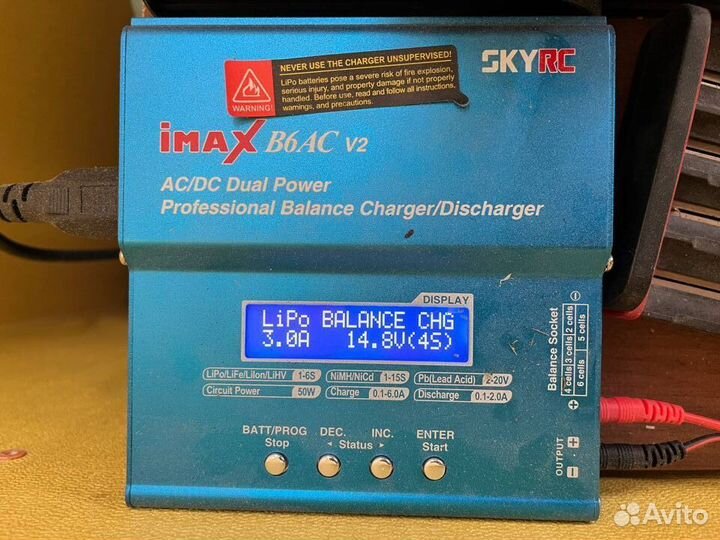 NEVER USE THE CHARGER UNSUPERVISED!
LiPo batteries pose a severe risk of fire explosion,
serious injury, and property damage if not properly
handled. Before use, read and follow all instructions,
warnings, and precautions.
WARNING!
SKYRC
iMAX B6AC V2
AC/DC Dual Power
Professional Balance Charger/Discharger
DISPLAY
LiPo BALANCE CHG
3.0A 14.8V(4S)
LiPo/LiFe/LiIon/LiHV 1-6S NiMH/NiCd 1-15S Pb(Lead Acid) 2-20V
Circuit Power 50W Charge 0.1-6.0A Discharge 0.1-2.0A
BATT/PROG DEC. INC. ENTER
Stop ◄ Status ► Start
Balance Socket
2 cells
3 cells
4 cells
5 cells
6 cells
OUTPUT
Avito